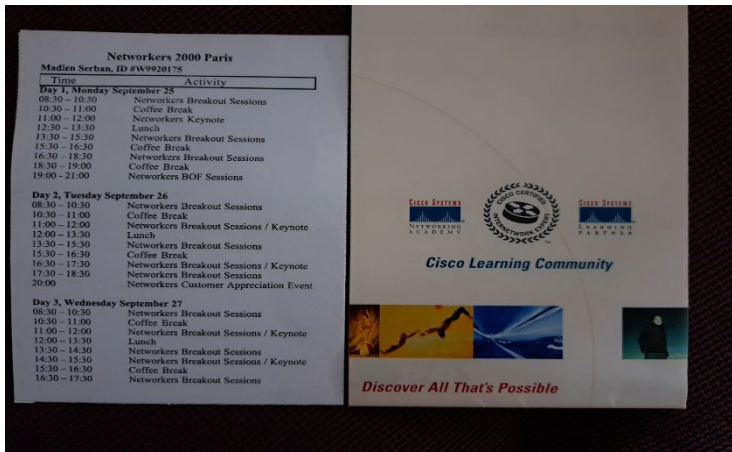 Networkers 2000 Paris
Madlen Serban, ID #W9920175
Time Activity
Day 1, Monday September 25
08:30 – 10:30 Networkers Breakout Sessions
10:30 – 11:00 Coffee Break
11:00 – 12:00 Networkers Keynote
12:30 – 13:30 Lunch
13:30 – 15:30 Networkers Breakout Sessions
15:30 – 16:30 Coffee Break
16:30 – 18:30 Networkers Breakout Sessions
18:30 – 19:00 Coffee Break
19:00 - 21:00 Networkers BOF Sessions
Day 2, Tuesday September 26
08:30 – 10:30 Networkers Breakout Sessions
10:30 – 11:00 Coffee Break
11:00 – 12:00 Networkers Breakout Sessions / Keynote
12:00 – 13:30 Lunch
13:30 – 15:30 Networkers Breakout Sessions
15:30 – 16:30 Coffee Break
16:30 – 17:30 Networkers Breakout Sessions / Keynote
17:30 – 18:30 Networkers Breakout Sessions
20:00 Networkers Customer Appreciation Event
Day 3, Wednesday September 27
08:30 – 10:30 Networkers Breakout Sessions
10:30 – 11:00 Coffee Break
11:00 – 12:00 Networkers Breakout Sessions / Keynote
12:00 – 13:30 Lunch
13:30 – 14:30 Networkers Breakout Sessions
14:30 – 15:30 Networkers Breakout Sessions / Keynote
15:30 – 16:30 Coffee Break
16:30 – 17:30 Networkers Breakout Sessions
CISCO SYSTEMS
NETWORKING
ACADEMY
CISCO CERTIFIED
INTERNETWORK EXPERT
TM
CISCO SYSTEMS
LEARNING
PARTNER
Cisco Learning Community
Discover All That's Possible